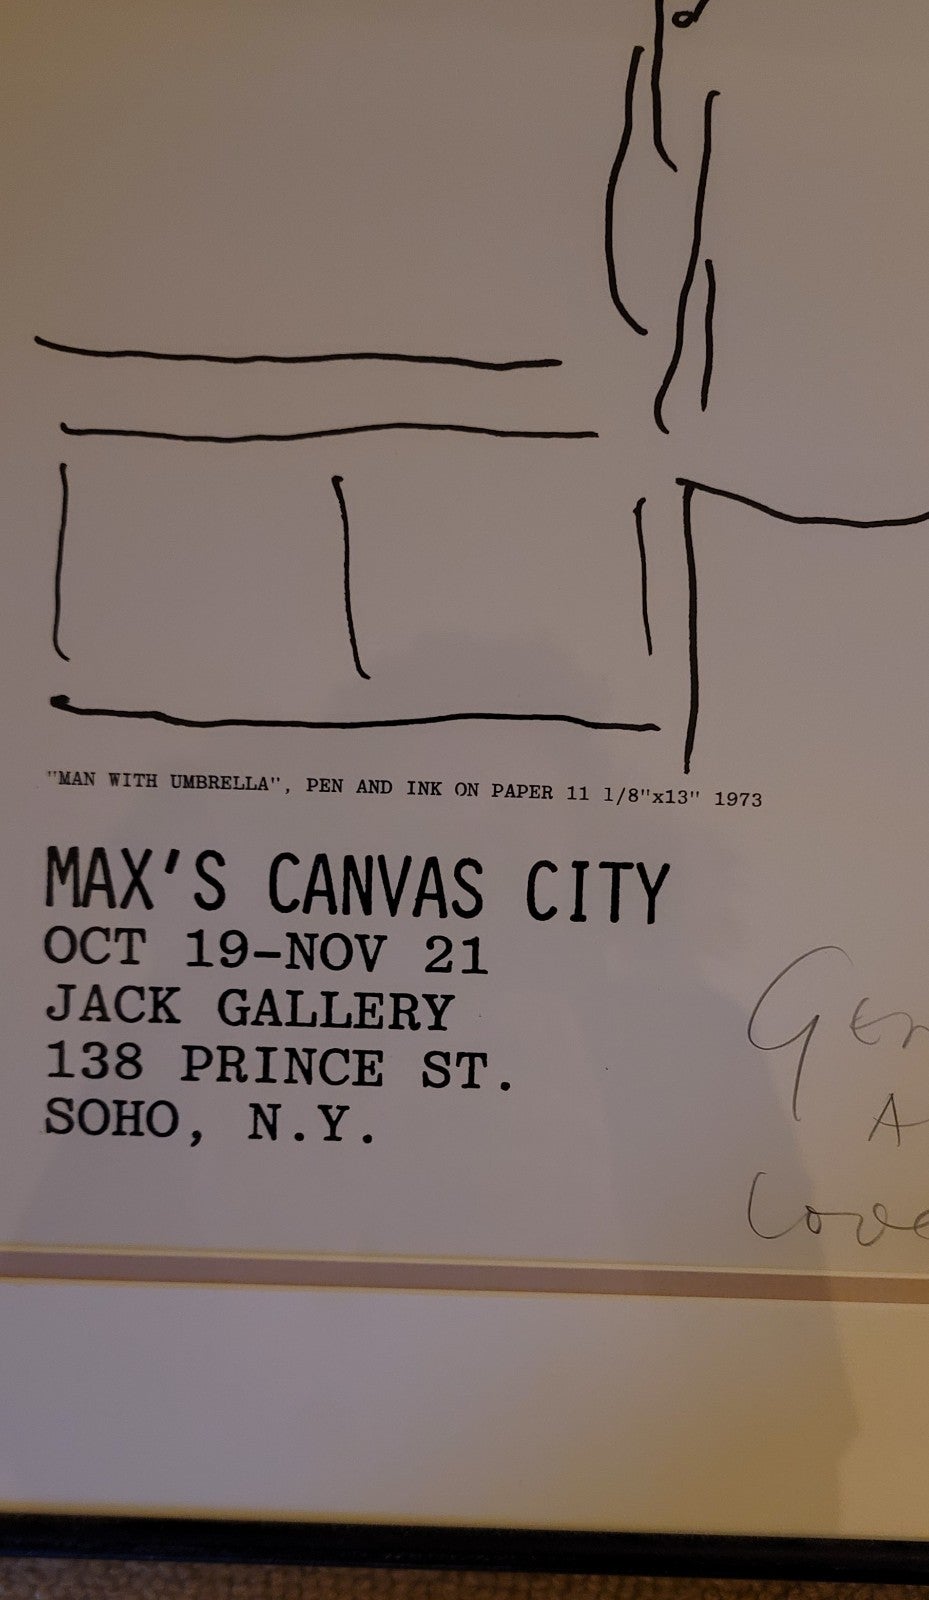 "MAN WITH UMBRELLA", PEN AND INK ON PAPER 11 1/8"x13" 1973
MAX'S CANVAS CITY
OCT 19-NOV 21
JACK GALLERY
138 PRINCE ST.
SOHO, N.Y.
Love